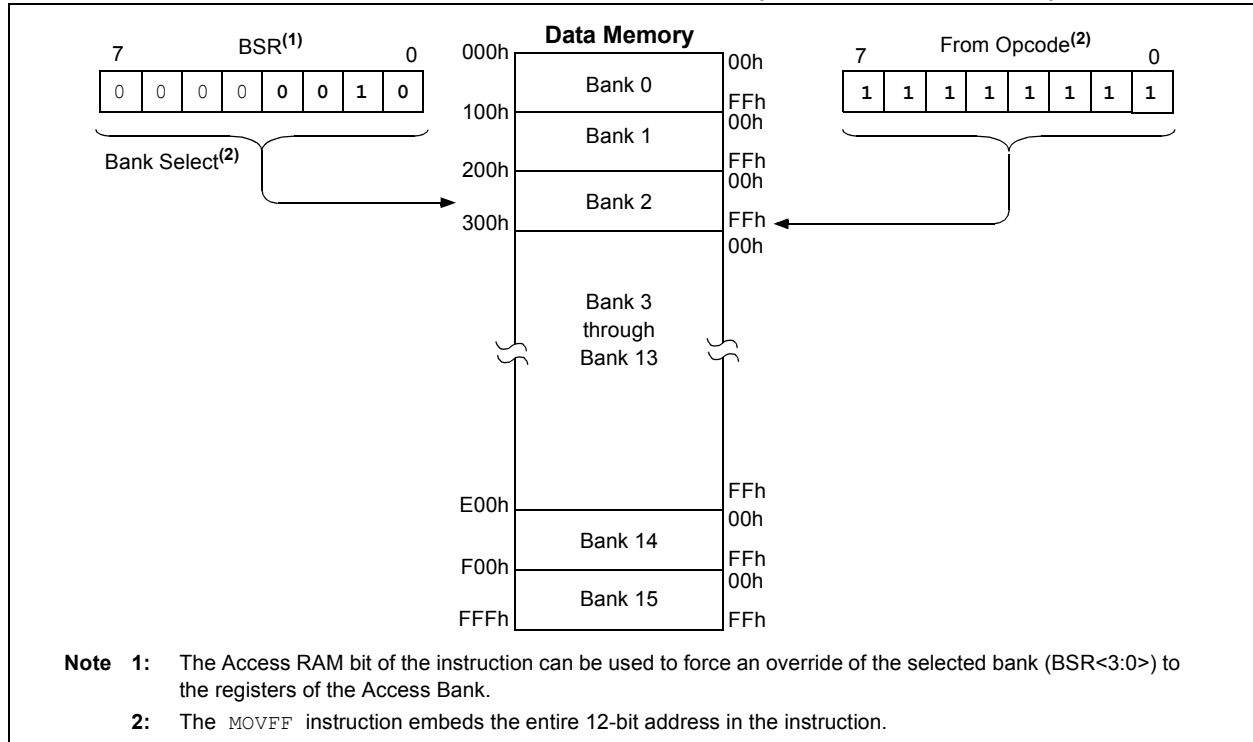 Data Memory
7 BSR(1) 0
0 0 0 0 0 0 1 0
Bank Select(2)
000h
100h
200h
300h
E00h
F00h
FFFh
Bank 0
Bank 1
Bank 2
Bank 3
through
Bank 13
Bank 14
Bank 15
00h
FFh
00h
FFh
00h
FFh
00h
FFh
00h
FFh
00h
FFh
7 From Opcode(2) 0
1 1 1 1 1 1 1 1
Note 1: The Access RAM bit of the instruction can be used to force an override of the selected bank (BSR<3:0>) to
the registers of the Access Bank.
2: The MOVFF instruction embeds the entire 12-bit address in the instruction.